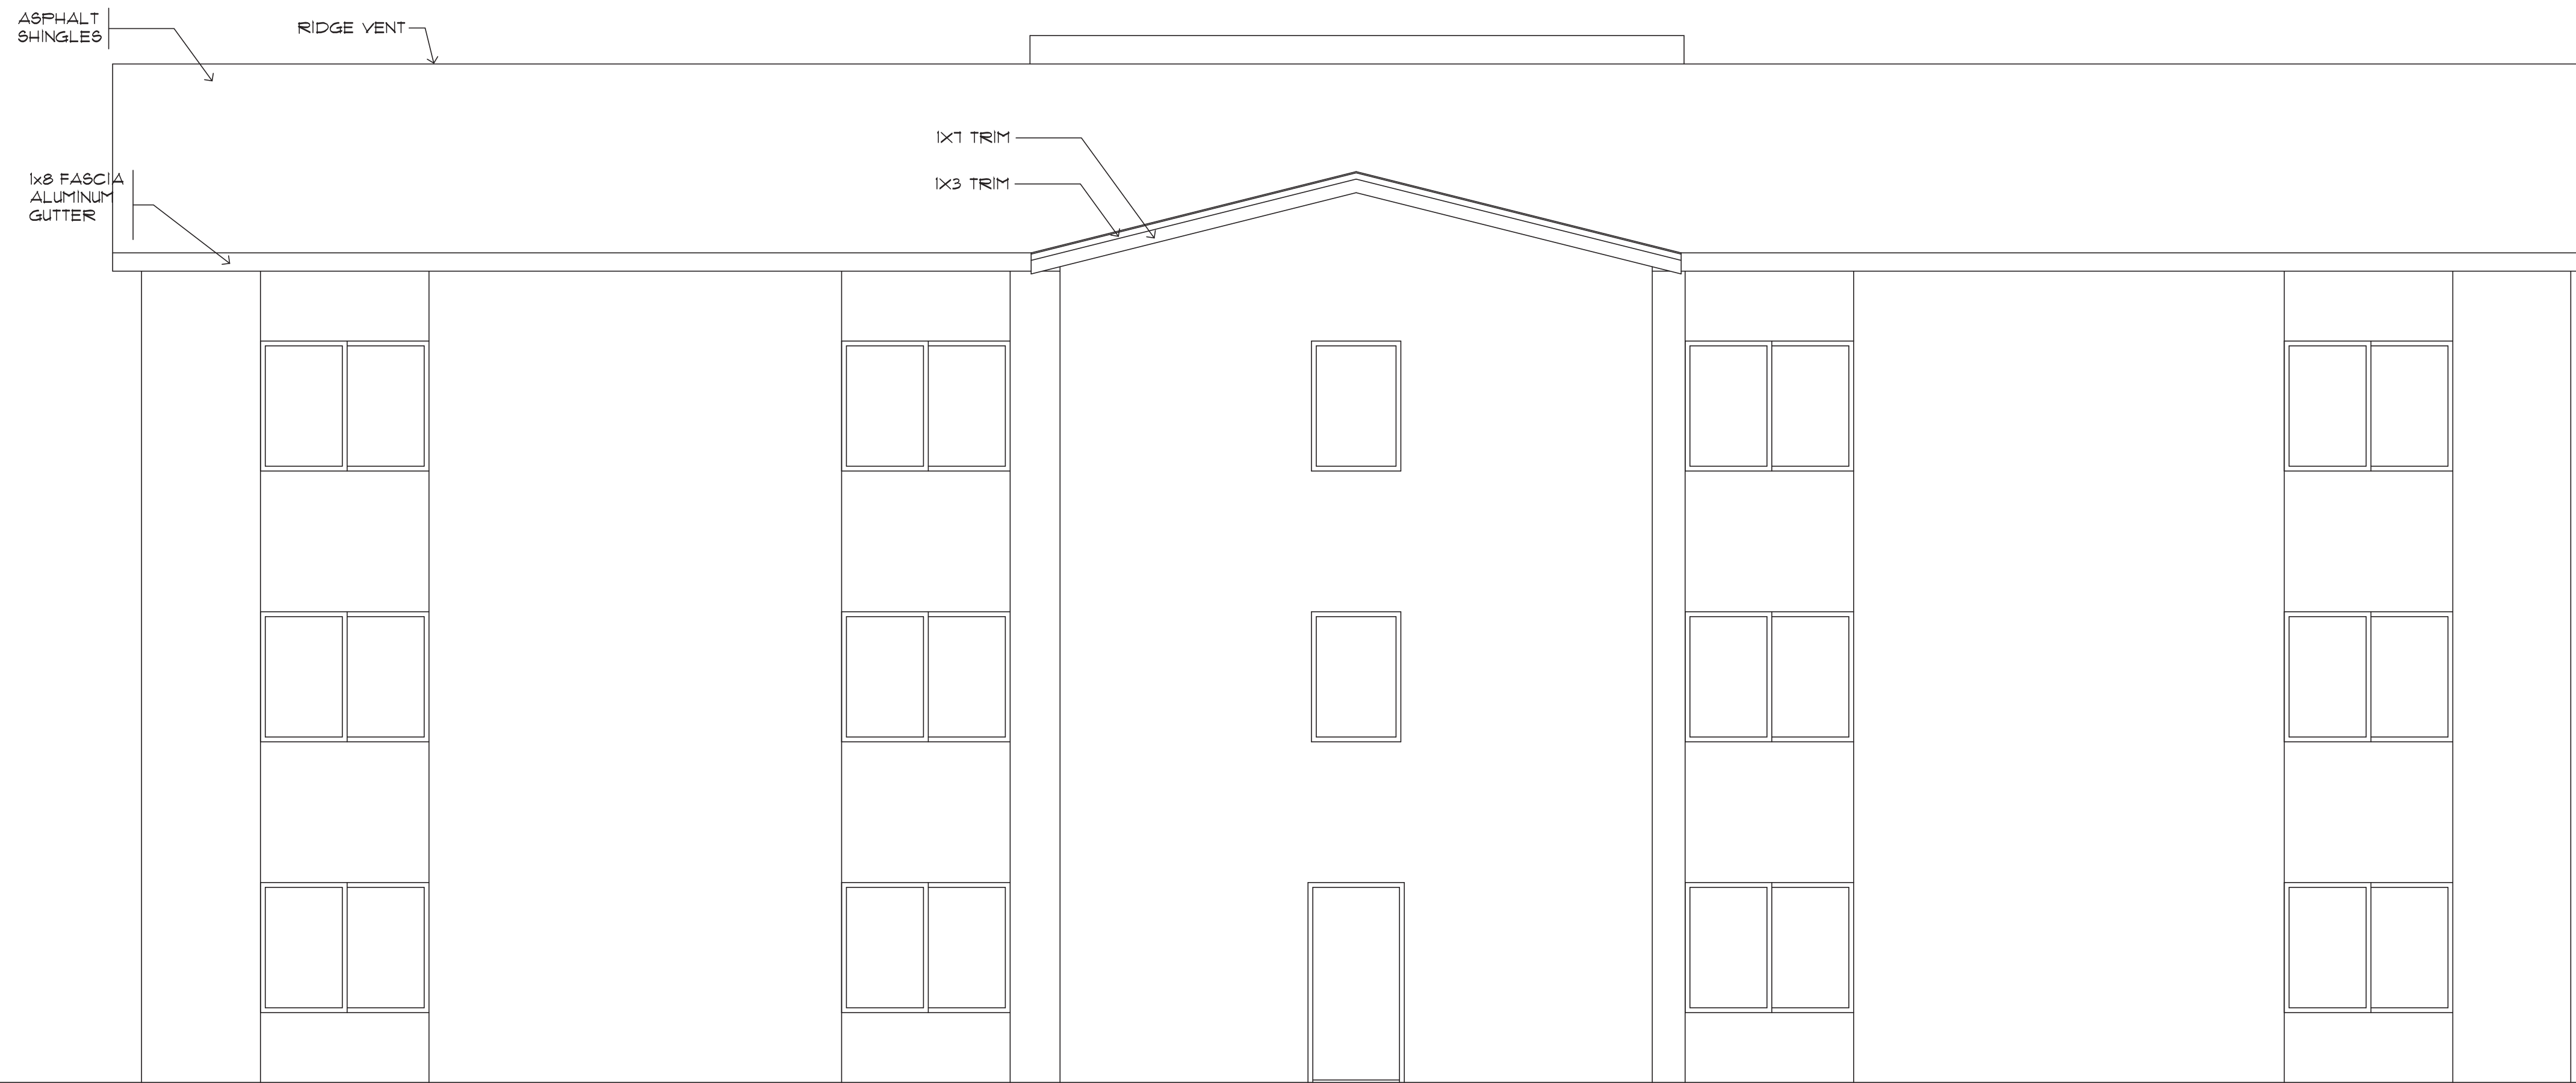 ASPHALT
SHINGLES
RIDGE VENT
1X7 TRIM
1X3 TRIM
1x8 FASCIA
ALUMINUM
GUTTER